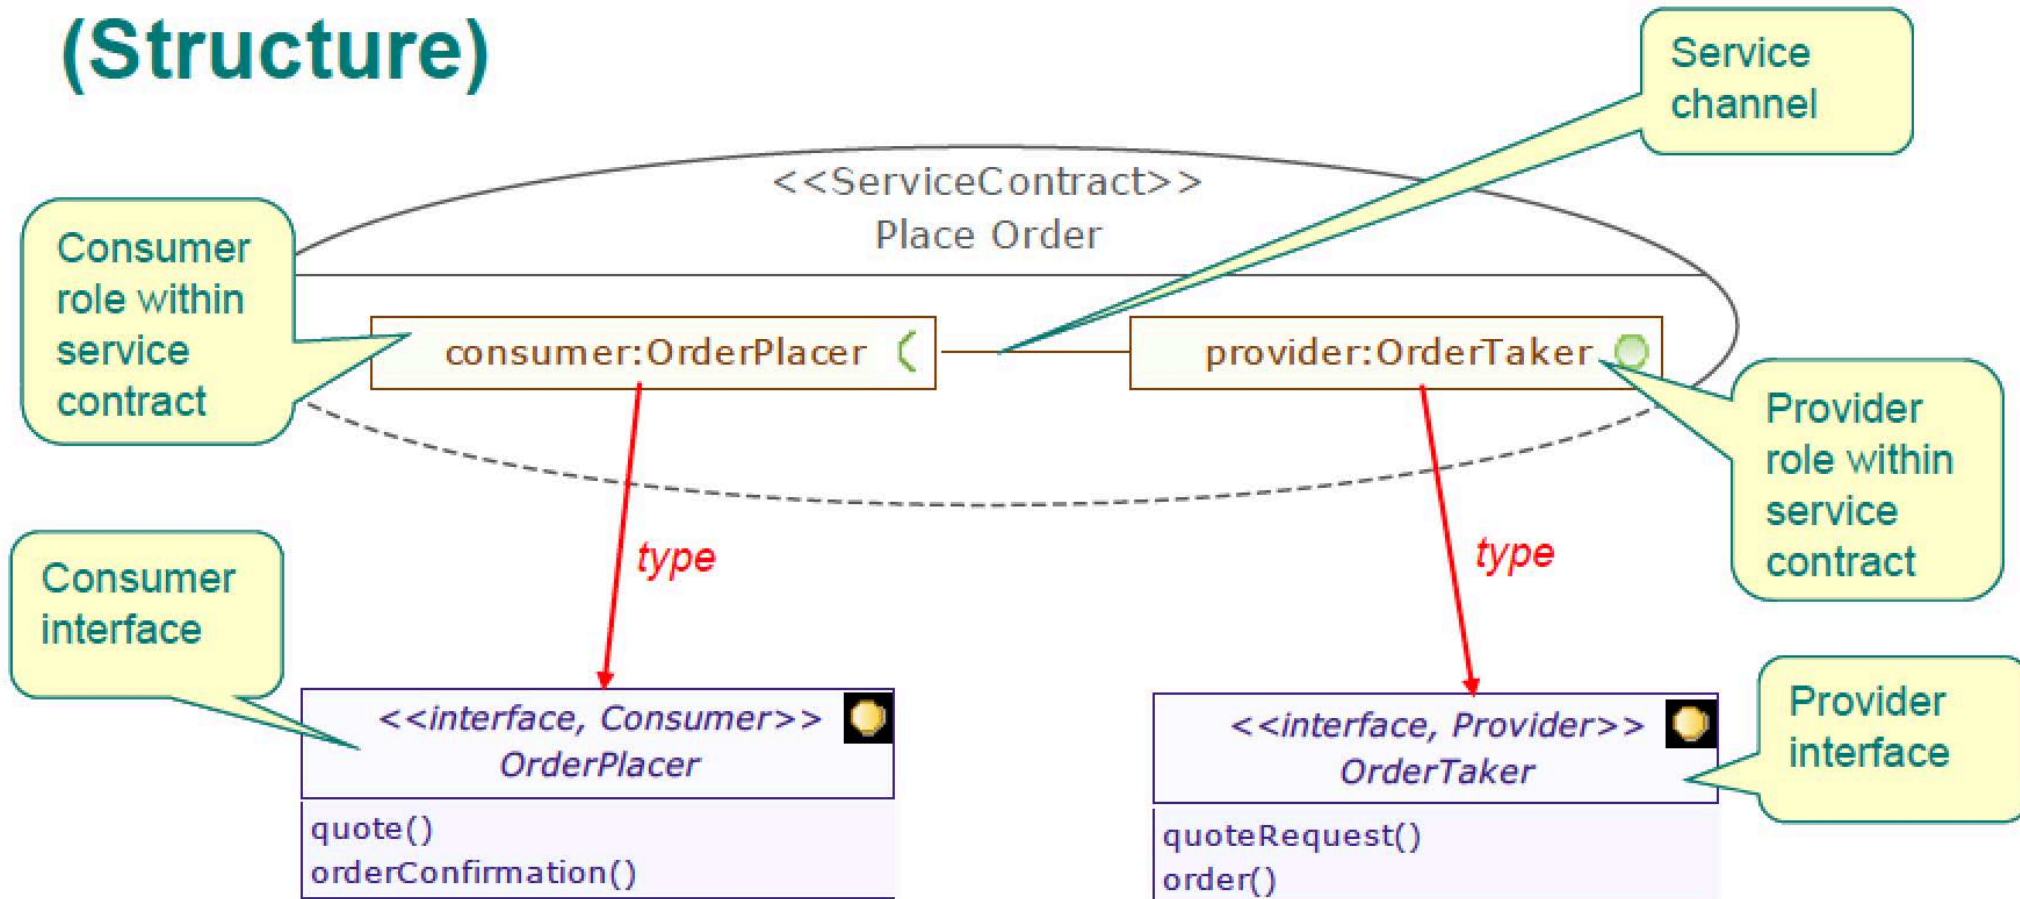 (Structure)
Service
channel
<<ServiceContract>>
Place Order
Consumer
role within
service
contract
consumer:OrderPlacer
provider:OrderTaker
Provider
role within
service
contract
type
type
Consumer
interface
<<interface, Consumer>>
OrderPlacer
quote()
orderConfirmation()
<<interface, Provider>>
OrderTaker
quoteRequest()
order()
Provider
interface